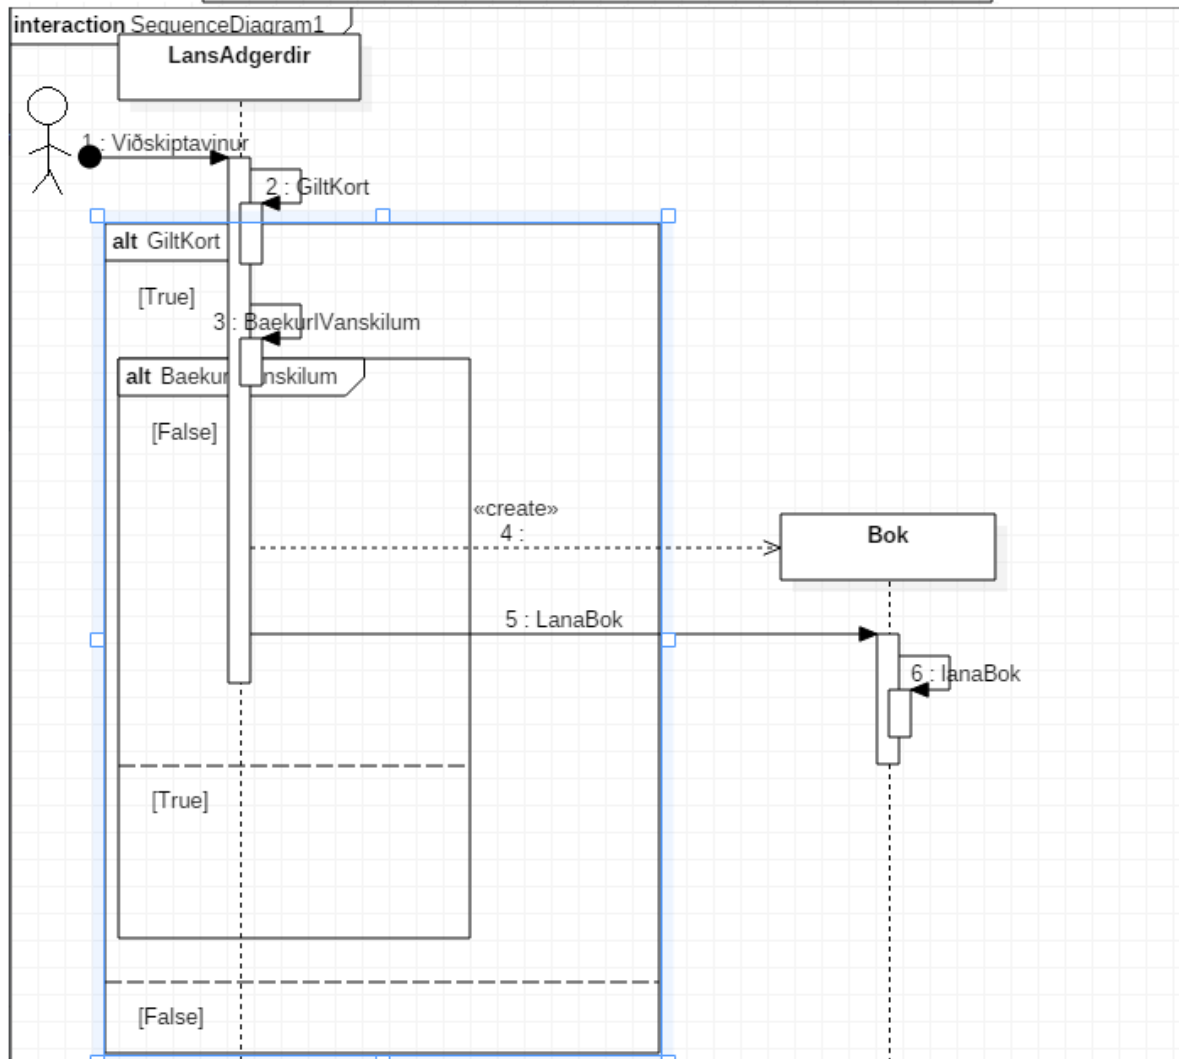 interaction SequenceDiagram1
LansAdgerdir
1 : Viðskiptavinur
2 : GiltKort
alt GiltKort
[True]
3 : BaekurIVanskilum
alt Baekur nskilum
[False]
«create»
4 :
Bok
5 : LanaBok
6 : lanaBok
[True]
[False]